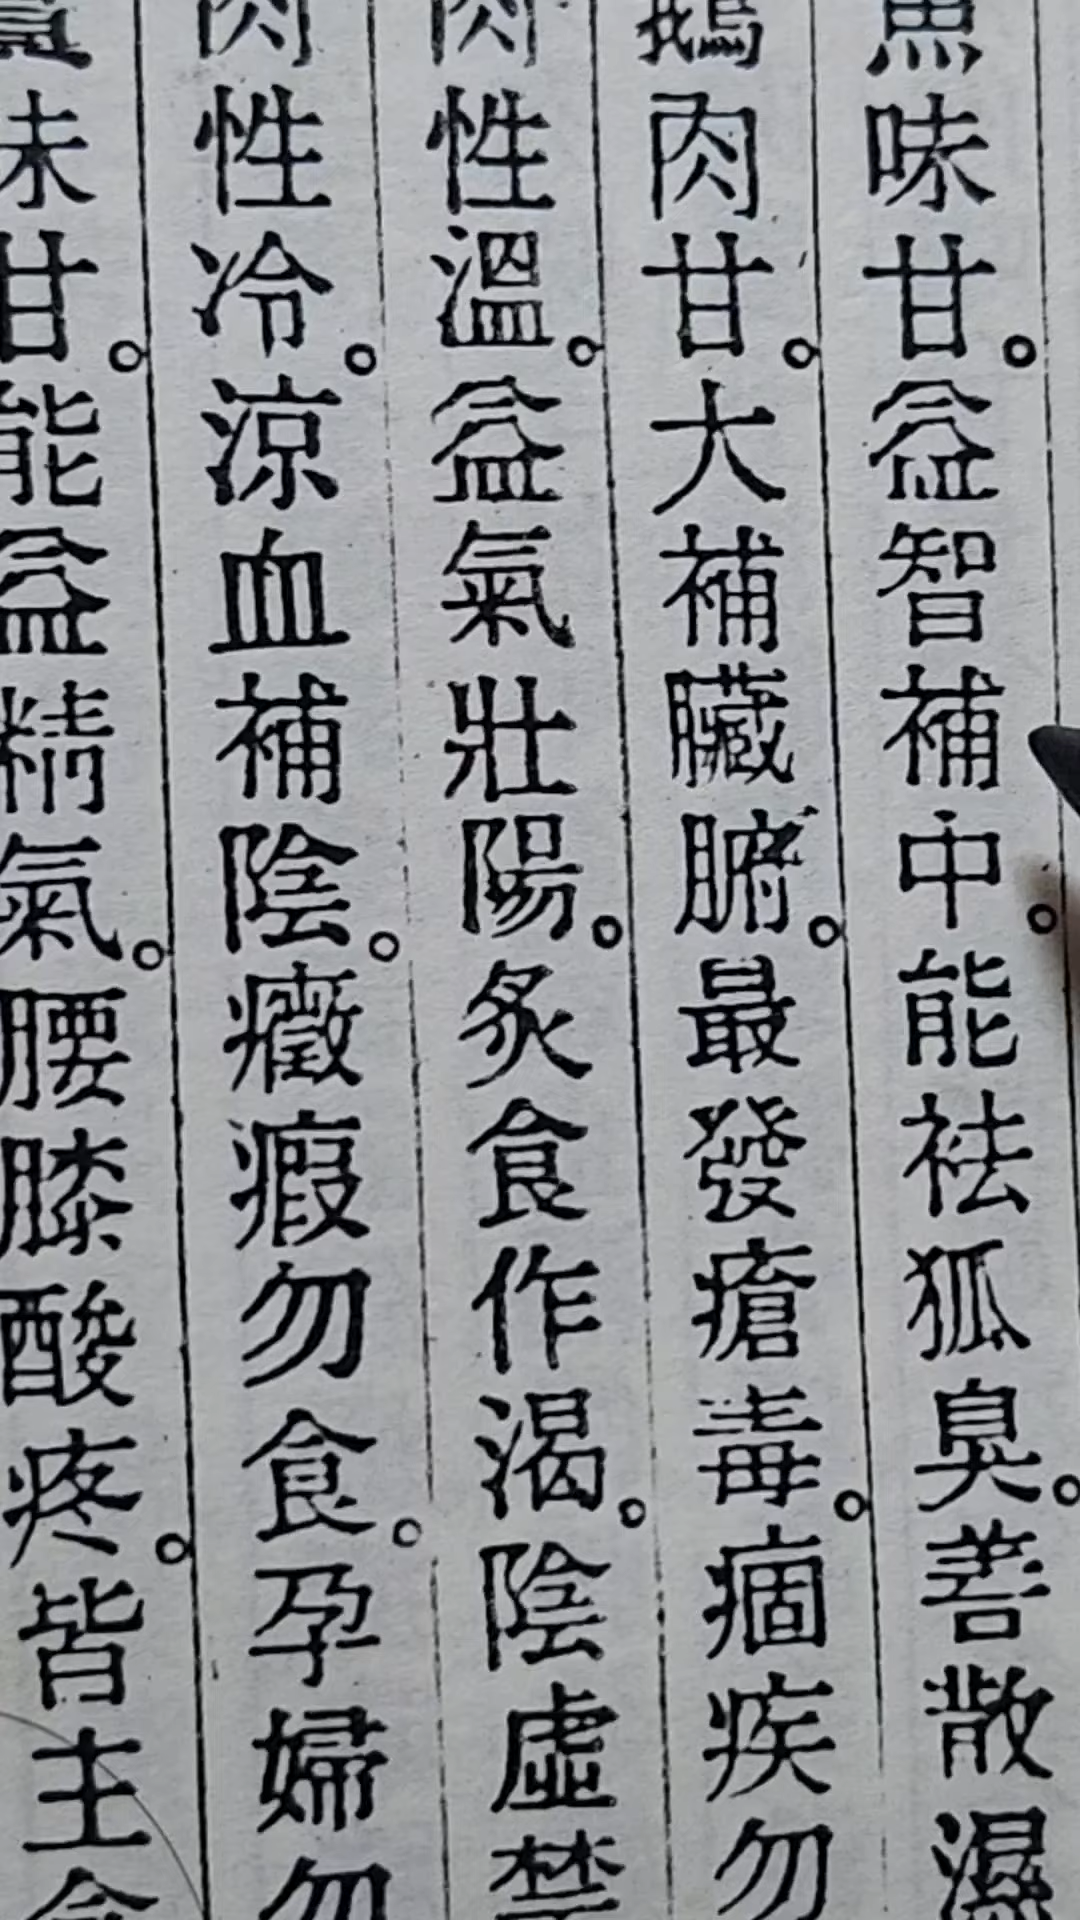 魚味甘。益智補中。能袪狐臭。善散濕
鵝肉甘。大補臟腑。最發瘡毒。痼疾勿
肉性溫。益氣壯陽。炙食作渴。陰虛禁
肉性冷。涼血補陰。癥瘕勿食。孕婦勿
味甘。能益精氣。腰膝酸疼。皆主